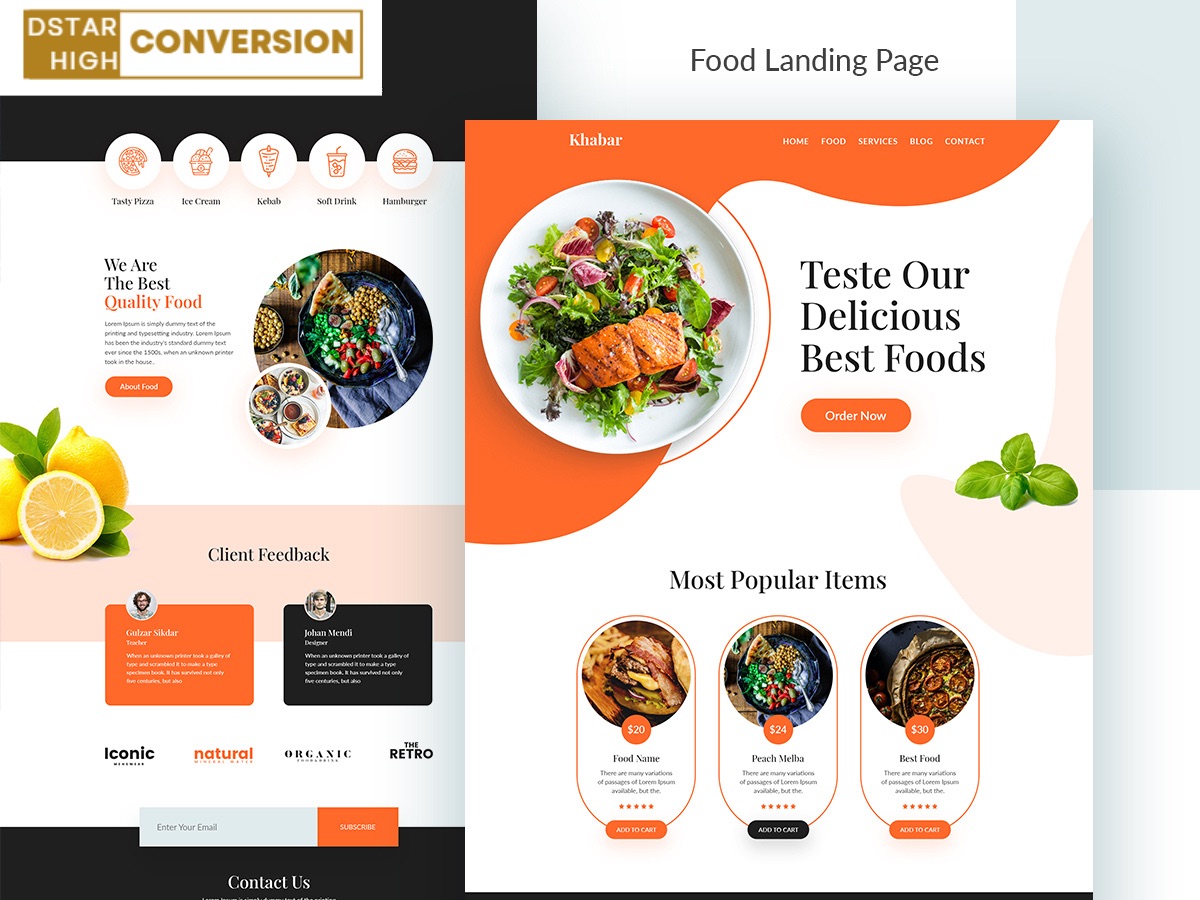 DSTAR
HIGH
CONVERSION
Food Landing Page
Tasty Pizza
Ice Cream
Kebab
Soft Drink
Hamburger
We Are
The Best
Quality Food
Lorem Ipsum is simply dummy text of the
printing and typesetting industry. Lorem Ipsum
has been the industry's standard dummy text
ever since the 1500s, when an unknown printer
took in the house..
About Food
Client Feedback
Gulzar Sikdar
Teacher
When an unknown printer took a galley of
type and scrambled it to make a type
specimen book. It has survived not only
five centuries, but also
Johan Mendi
Designer
When an unknown printer took a galley of
type and scrambled it to make a type
specimen book. It has survived not only
five centuries, but also
Iconic
MENSWEAR
natural
MINERAL WATER
ORGANIC
FOOD&DRINK
THE
RETRO
Enter Your Email
SUBSCRIBE
Contact Us
Khabar
HOME
FOOD
SERVICES
BLOG
CONTACT
Teste Our
Delicious
Best Foods
Order Now
Most Popular Items
$20
Food Name
There are many variations
of passages of Lorem Ipsum
available, but the.
ADD TO CART
$24
Peach Melba
There are many variations
of passages of Lorem Ipsum
available, but the.
ADD TO CART
$30
Best Food
There are many variations
of passages of Lorem Ipsum
available, but the.
ADD TO CART